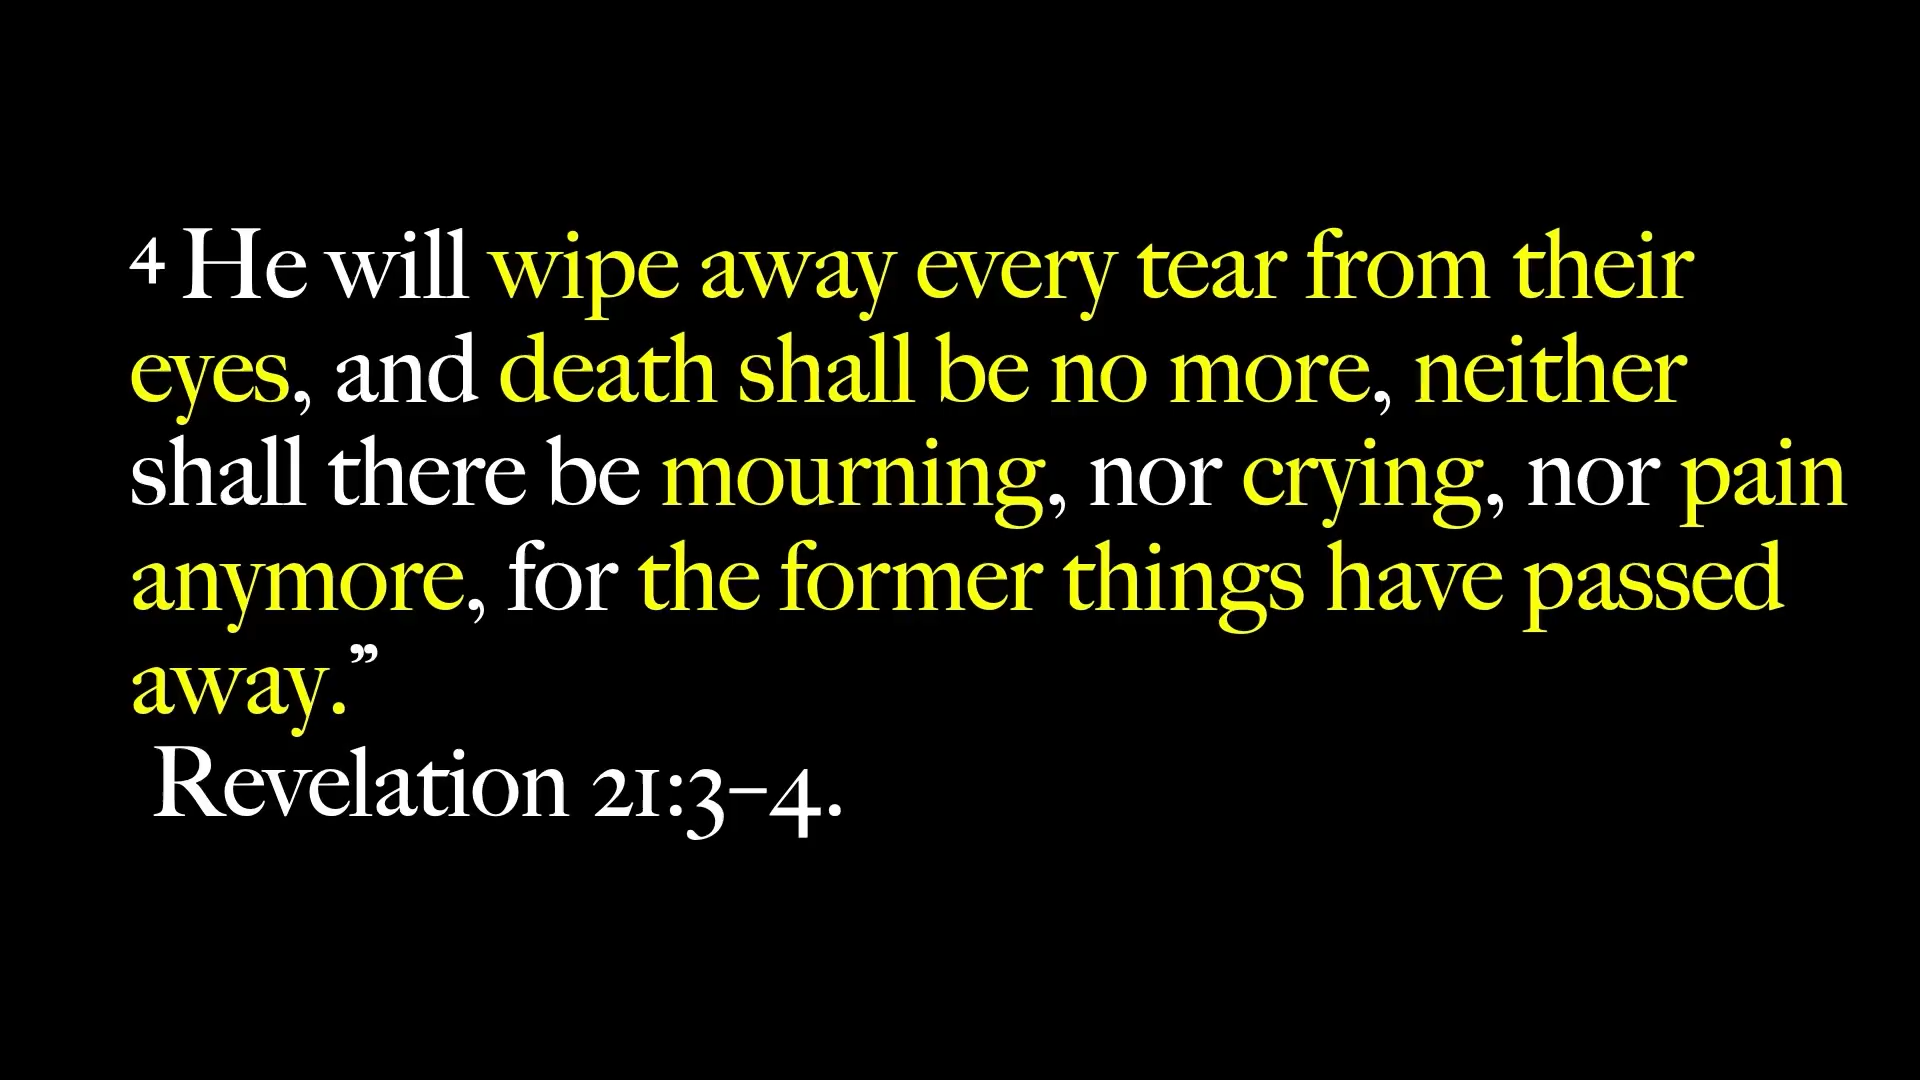 4 He will wipe away every tear from their
eyes, and death shall be no more, neither
shall there be mourning, nor crying, nor pain
anymore, for the former things have passed
away.”
Revelation 21:3–4.